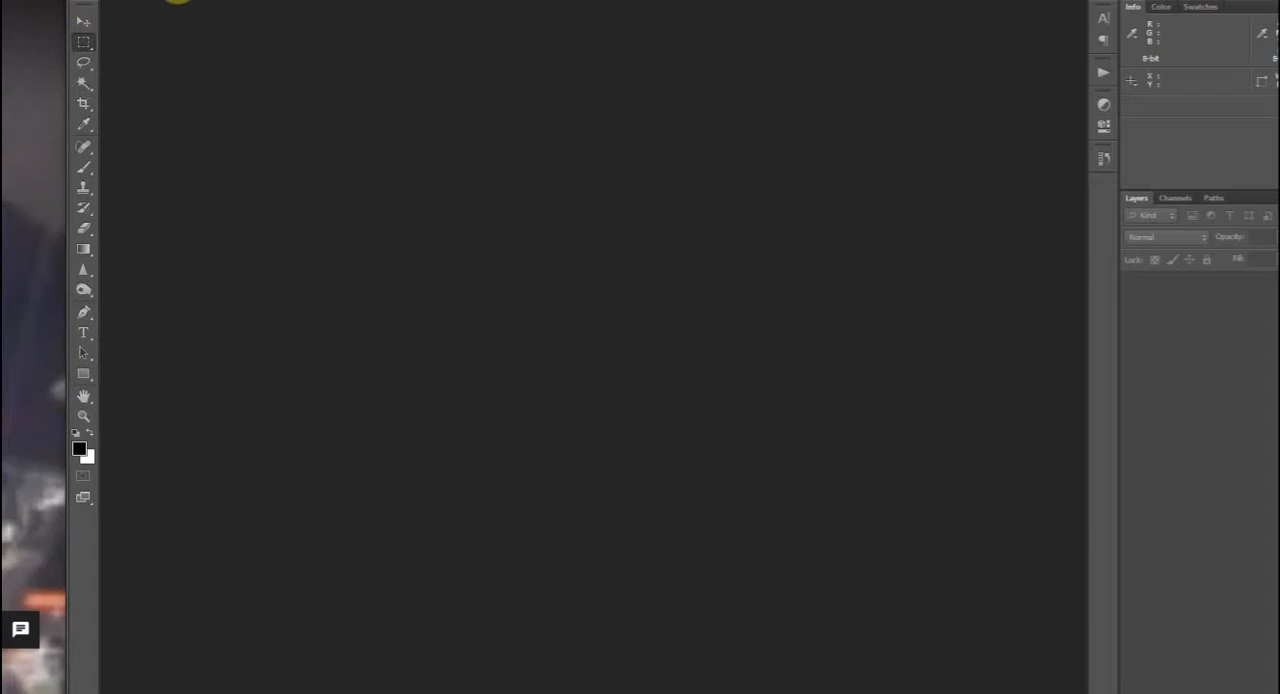 Info Color Swatches
R :
G :
B :
8-bit
X :
Y :
Layers Channels Paths
Kind
Normal Opacity:
Lock: Fill: